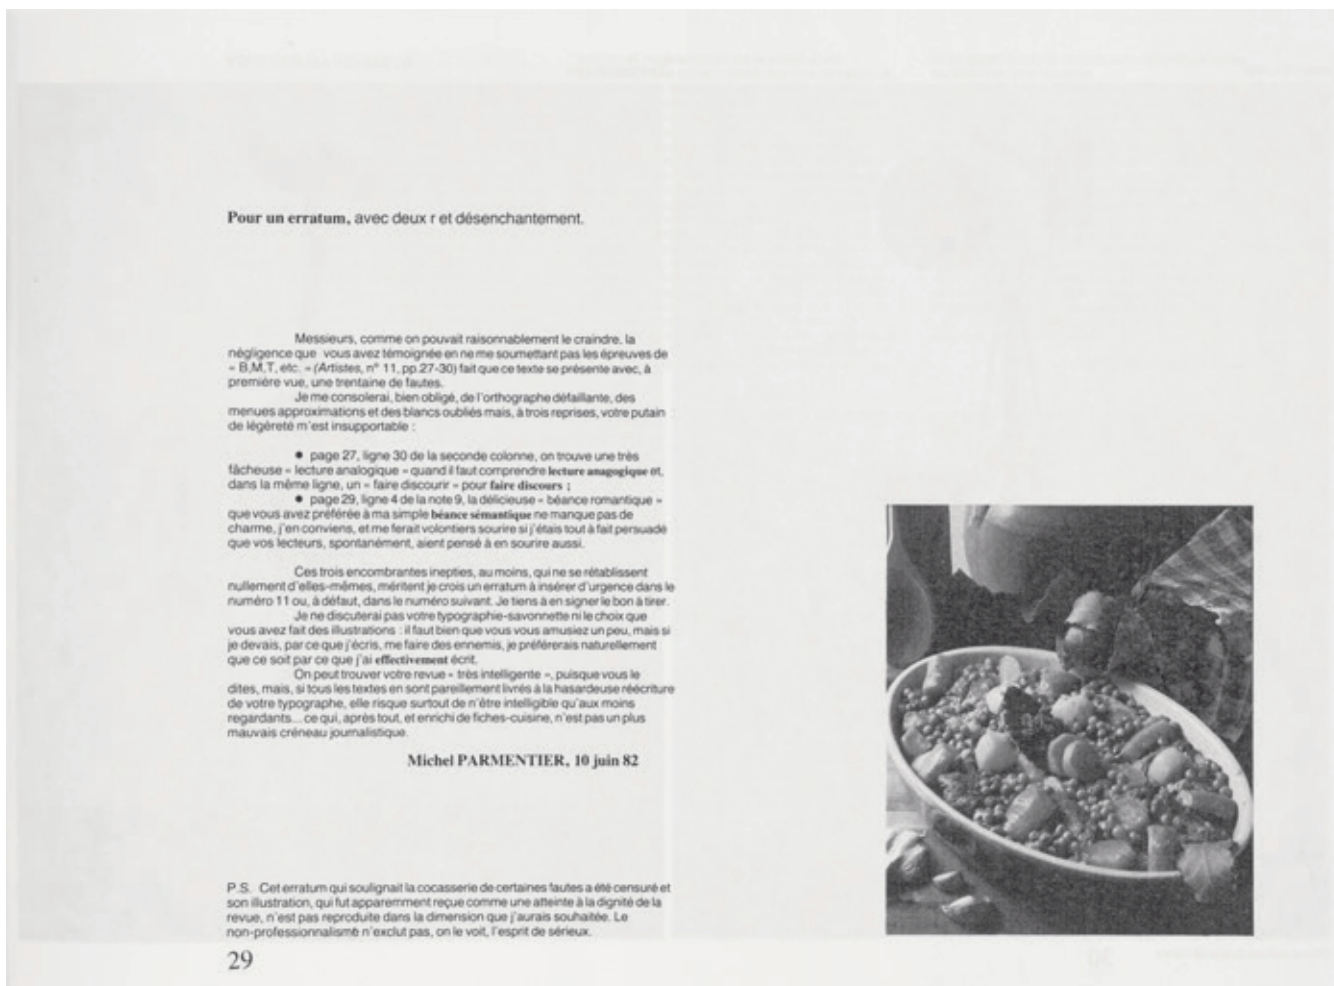 Pour un erratum, avec deux r et désenchantement.
Messieurs, comme on pouvait raisonnablement le craindre, la
négligence que vous avez témoignée en ne me soumettant pas les épreuves de
« B,M,T, etc. » (Artistes, n° 11, pp.27-30) fait que ce texte se présente avec, à
première vue, une trentaine de fautes.
Je me consolerai, bien obligé, de l'orthographe défaillante, des
menues approximations et des blancs oubliés mais, à trois reprises, votre putain
de légèreté m'est insupportable :
● page 27, ligne 30 de la seconde colonne, on trouve une très
fâcheuse « lecture analogique » quand il faut comprendre lecture anagogique et,
dans la même ligne, un « faire discourir » pour faire discours ;
● page 29, ligne 4 de la note 9, la délicieuse « béance romantique »
que vous avez préférée à ma simple béance sémantique ne manque pas de
charme, j'en conviens, et me ferait volontiers sourire si j'étais tout à fait persuadé
que vos lecteurs, spontanément, aient pensé à en sourire aussi.
Ces trois encombrantes inepties, au moins, qui ne se rétablissent
nullement d'elles-mêmes, méritent je crois un erratum à insérer d'urgence dans le
numéro 11 ou, à défaut, dans le numéro suivant. Je tiens à en signer le bon à tirer.
Je ne discuterai pas votre typographie-savonnette ni le choix que
vous avez fait des illustrations : il faut bien que vous vous amusiez un peu, mais si
je devais, par ce que j'écris, me faire des ennemis, je préférerais naturellement
que ce soit par ce que j'ai effectivement écrit.
On peut trouver votre revue « très intelligente », puisque vous le
dites, mais, si tous les textes en sont pareillement livrés à la hasardeuse réécriture
de votre typographe, elle risque surtout de n'être intelligible qu'aux moins
regardants... ce qui, après tout, et enrichi de fiches-cuisine, n'est pas un plus
mauvais créneau journalistique.
Michel PARMENTIER, 10 juin 82
P.S. Cet erratum qui soulignait la cocasserie de certaines fautes a été censuré et
son illustration, qui fut apparemment reçue comme une atteinte à la dignité de la
revue, n'est pas reproduite dans la dimension que j'aurais souhaitée. Le
non-professionnalisme n'exclut pas, on le voit, l'esprit de sérieux.
29